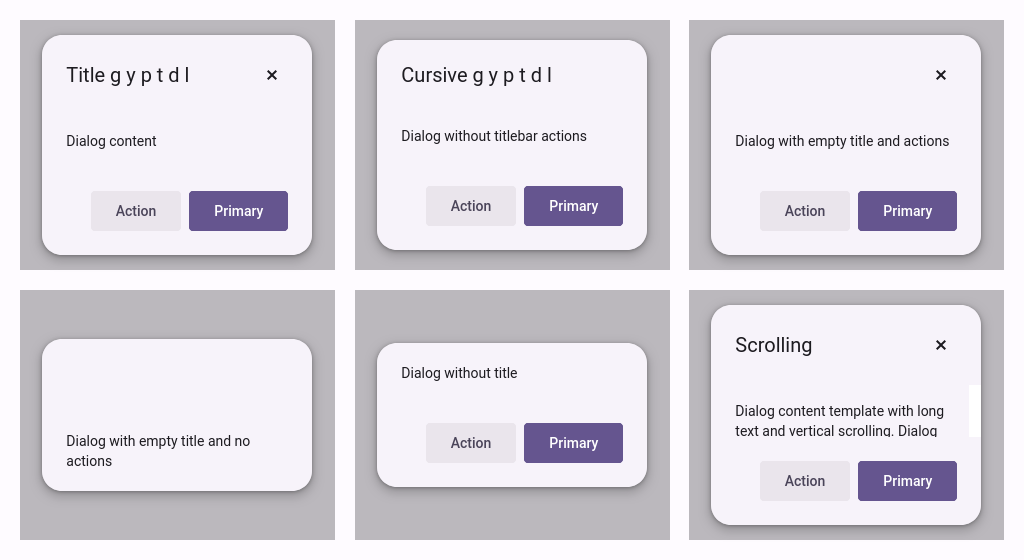 Title g y p t d l
Dialog content
Action Primary
Cursive g y p t d l
Dialog without titlebar actions
Action Primary
Dialog with empty title and actions
Action Primary
Dialog with empty title and no
actions
Dialog without title
Action Primary
Scrolling
Dialog content template with long
text and vertical scrolling. Dialog
Action Primary